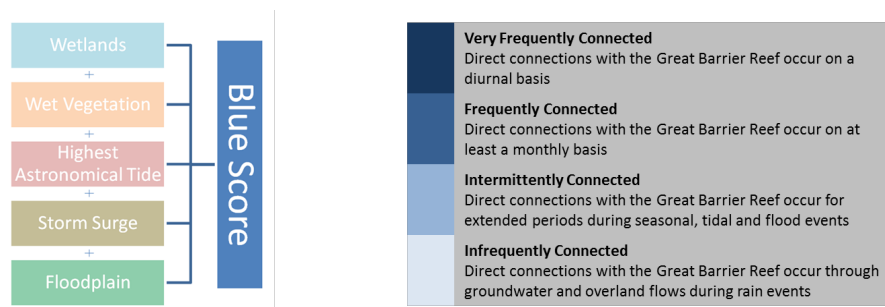 Wetlands
+
Wet Vegetation
+
Highest
Astronomical Tide
+
Storm Surge
+
Floodplain
Blue Score
Very Frequently Connected
Direct connections with the Great Barrier Reef occur on a
diurnal basis
Frequently Connected
Direct connections with the Great Barrier Reef occur on at
least a monthly basis
Intermittently Connected
Direct connections with the Great Barrier Reef occur for
extended periods during seasonal, tidal and flood events
Infrequently Connected
Direct connections with the Great Barrier Reef occur through
groundwater and overland flows during rain events